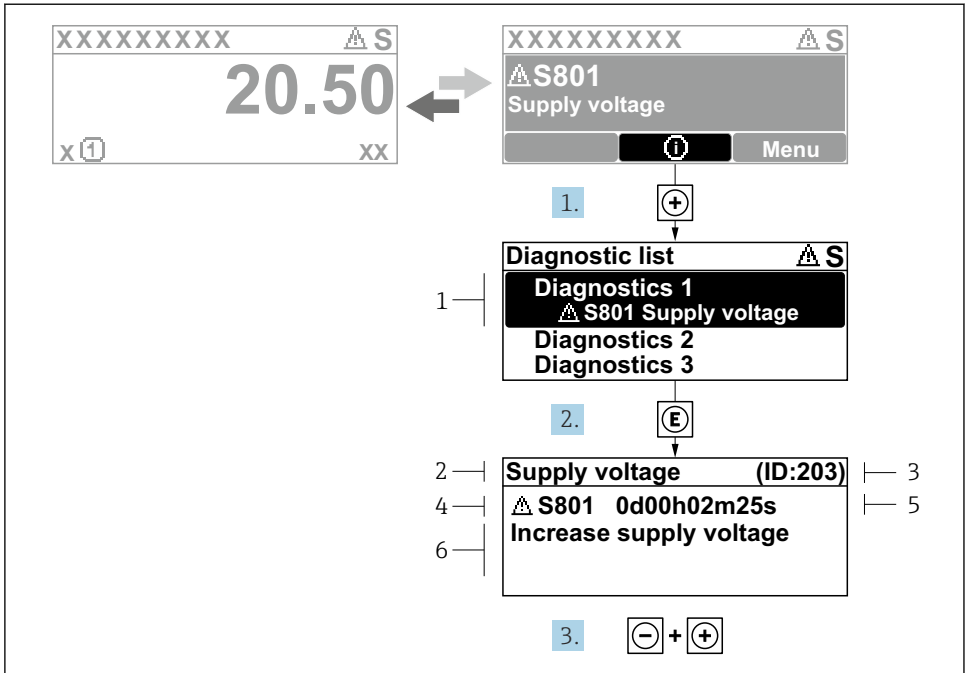 XXXXXXXXX ⚠ S
20.50
x ① xx
XXXXXXXXX ⚠ S
⚠ S801
Supply voltage
ⓘ Menu
1. ⊕
Diagnostic list ⚠ S
1 Diagnostics 1
⚠ S801 Supply voltage
Diagnostics 2
Diagnostics 3
2. Ⓔ
2 Supply voltage (ID:203) 3
4 ⚠ S801 0d00h02m25s 5
6 Increase supply voltage
3. ⊖ + ⊕